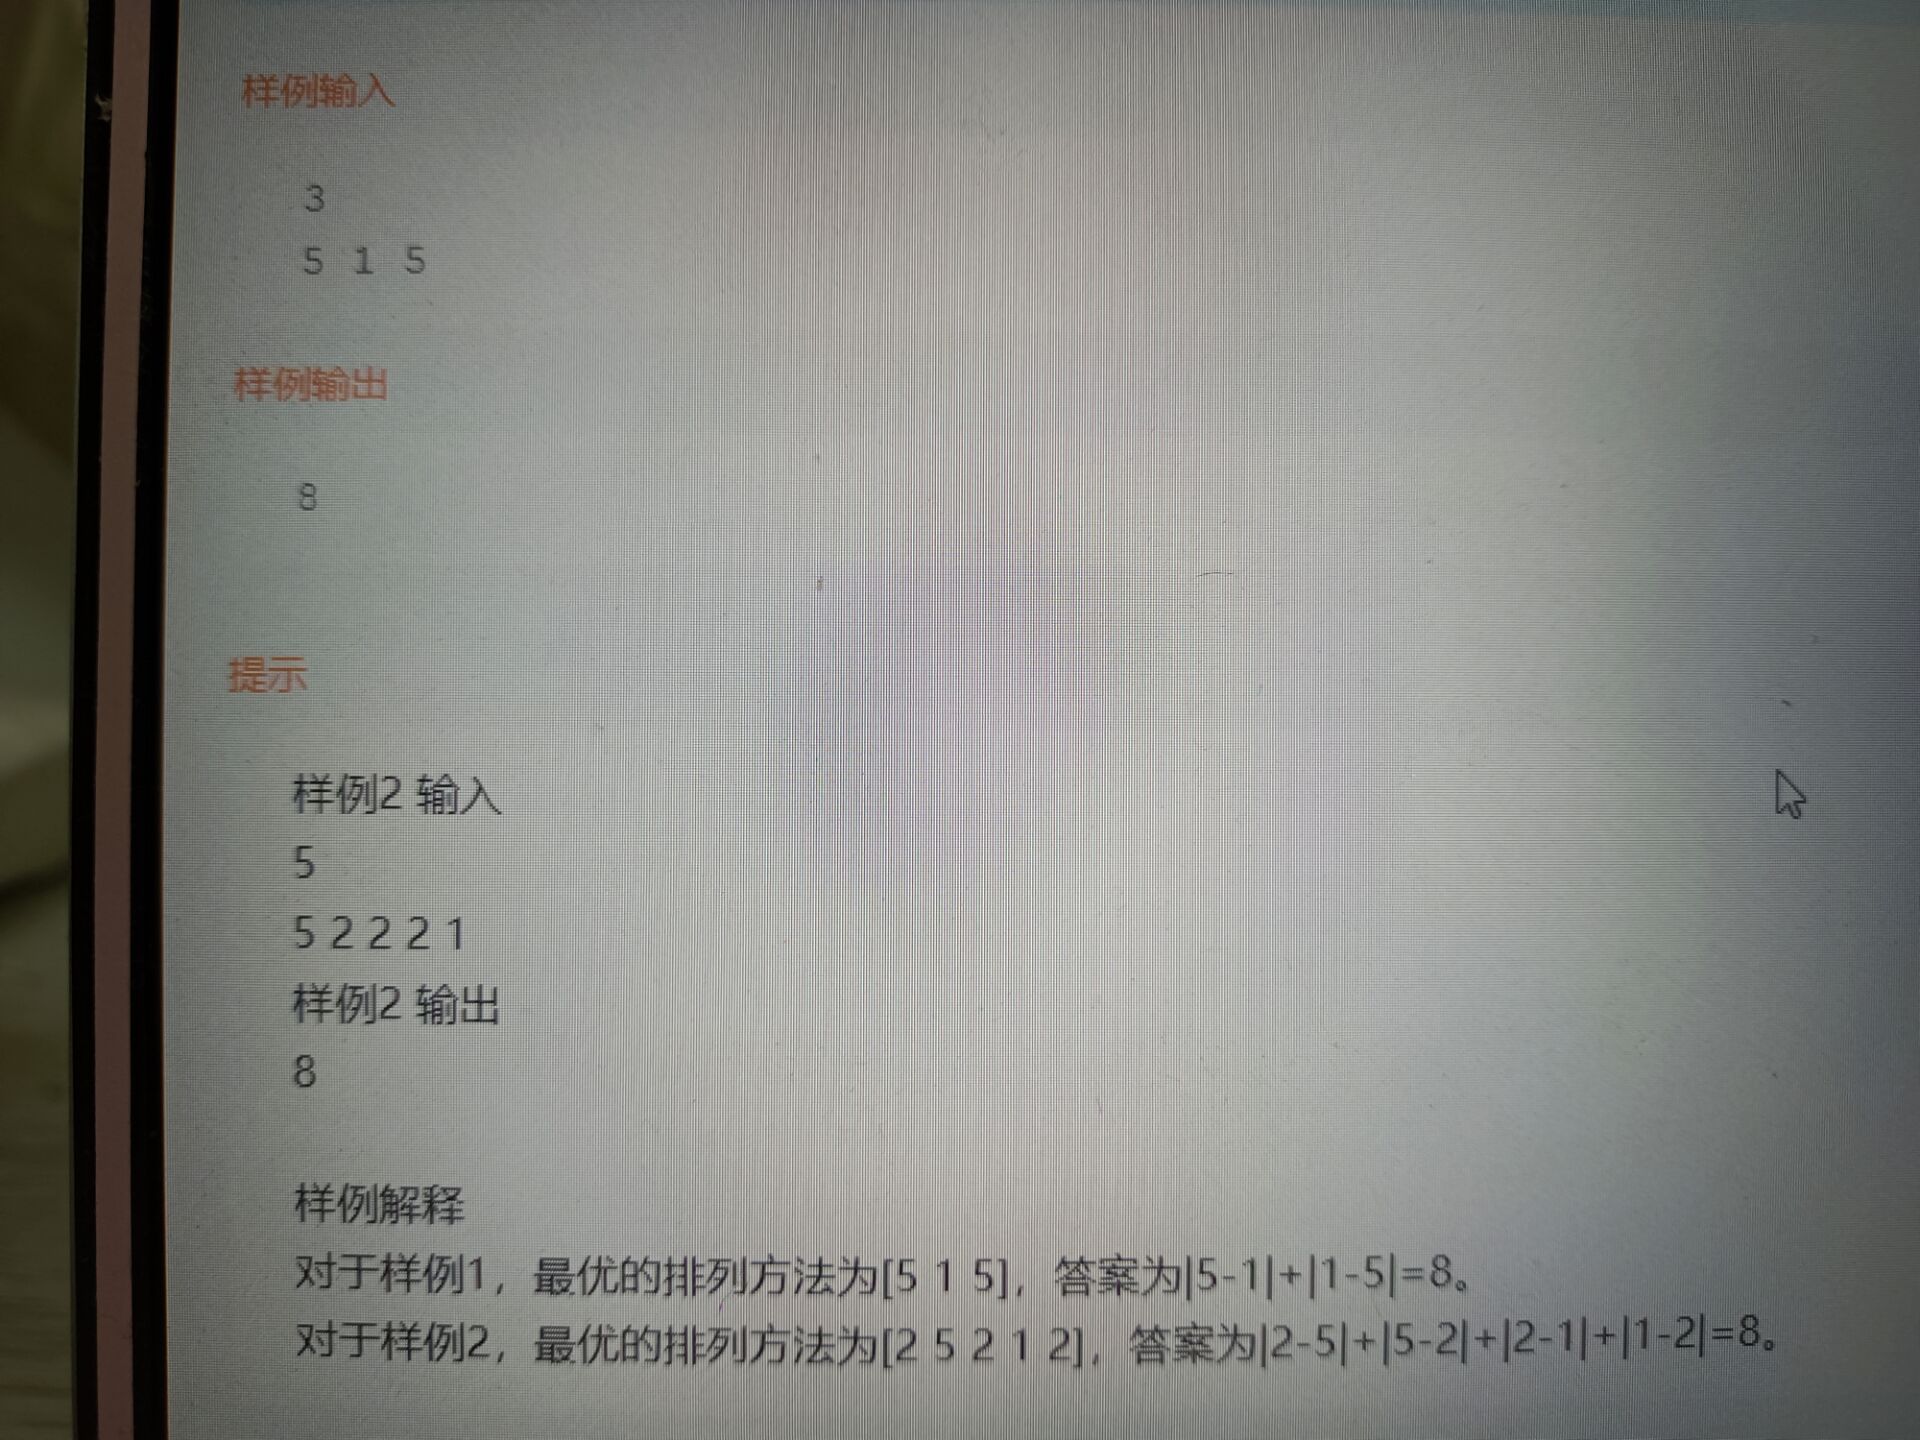 样例输入
3
5 1 5
样例输出
8
提示
样例2 输入
5
5 2 2 2 1
样例2 输出
8
样例解释
对于样例1，最优的排列方法为[5 1 5]，答案为|5-1|+|1-5|=8。
对于样例2，最优的排列方法为[2 5 2 1 2]，答案为|2-5|+|5-2|+|2-1|+|1-2|=8。